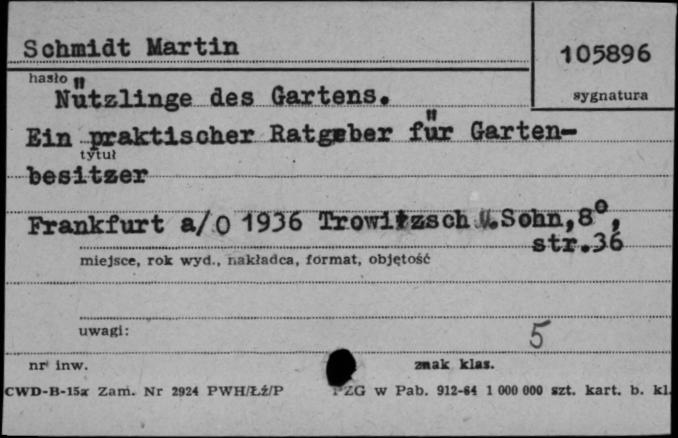 Schmidt Martin
105896
hasło
sygnatura
Nützlinge des Gartens.
Ein praktischer Ratgeber für Garten-
tytuł
besitzer
Frankfurt a/O 1936 Trowitzsch u.Sohn,8°,
str.36
miejsce, rok wyd., nakładca, format, objętość
uwagi:
5
nr inw.
znak klas.
CWD-B-15a Zam. Nr 2924 PWH/Łź/P PZG w Pab. 912-64 1 000 000 szt. kart. b. kl.